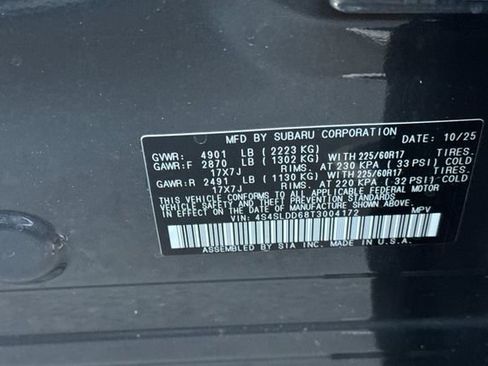 MFD BY SUBARU CORPORATION DATE: 10/25
GVWR: 4901 LB ( 2223 KG) TIRES
GAWR:F 2870 LB ( 1302 KG) WITH 225/60R17
17X7J RIMS, AT 230 KPA ( 33 PSI) COLD
GAWR:R 2491 LB ( 1130 KG) WITH 225/60R17 TIRES.
17X7J RIMS, AT 220 KPA ( 32 PSI) COLD
THIS VEHICLE CONFORMS TO ALL APPLICABLE FEDERAL MOTOR
VEHICLE SAFETY AND THEFT PREVENTION STANDARDS IN EFFECT ON THE
DATE OF MANUFACTURE SHOWN ABOVE.
VIN: 4S4SLDD68T3004172 MPV
ASSEMBLED BY SIA INC. MADE IN U.S.A.